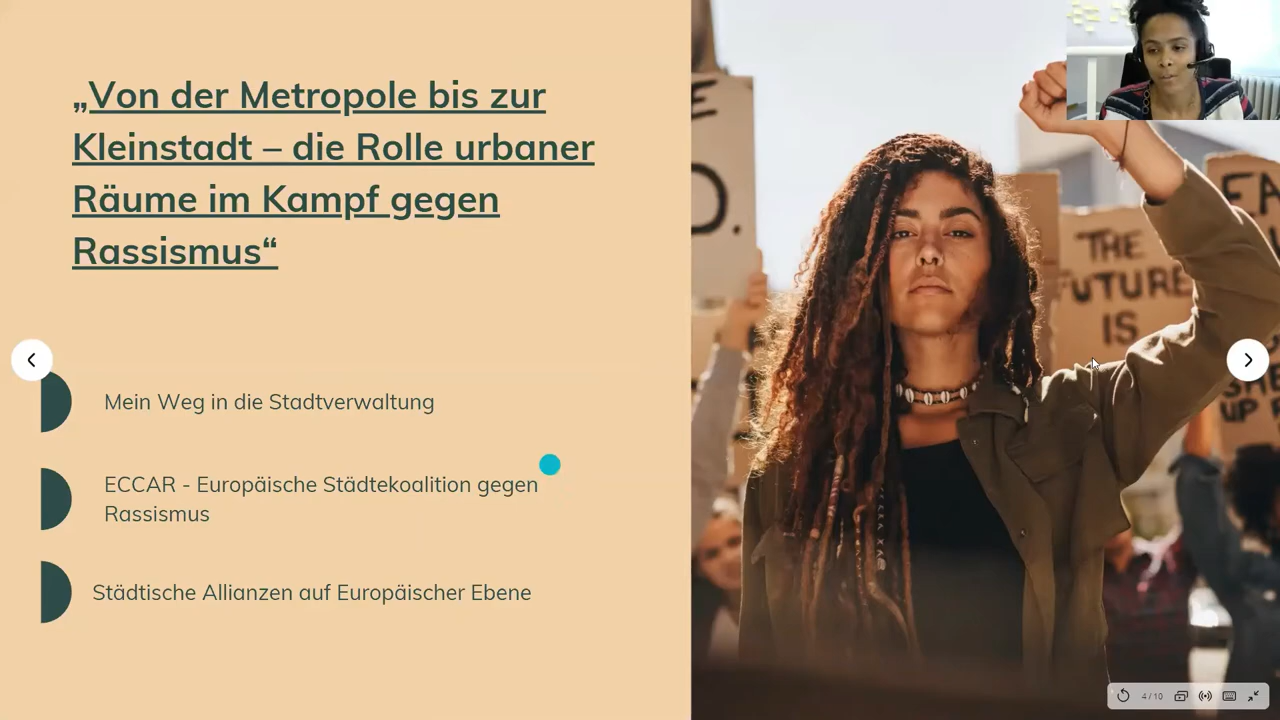 „Von der Metropole bis zur
Kleinstadt – die Rolle urbaner
Räume im Kampf gegen
Rassismus“
Mein Weg in die Stadtverwaltung
ECCAR - Europäische Städtekoalition gegen
Rassismus
Städtische Allianzen auf Europäischer Ebene
THE
FUTURE
IS
UP
4 / 10